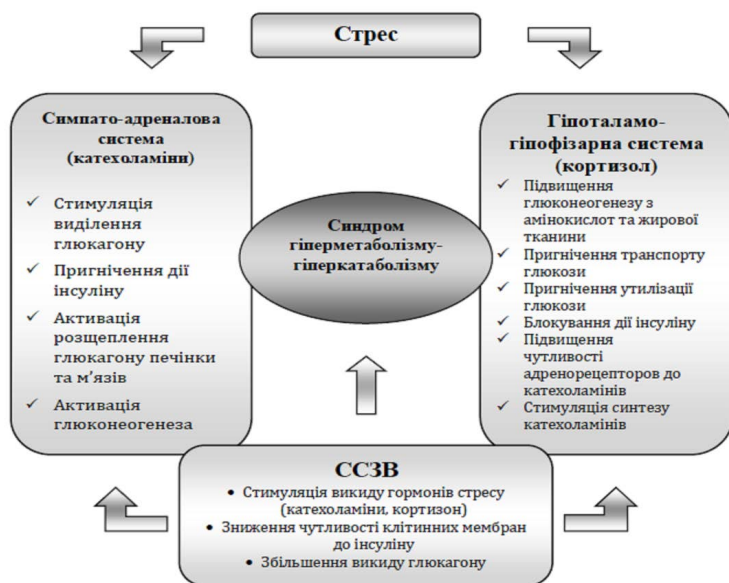 Стрес
Симпато-адреналова
система
(катехоламіни)
✓ Стимуляція
виділення
глюкагону
✓ Пригнічення дії
інсуліну
✓ Активація
розщеплення
глюкагону печінки
та м’язів
✓ Активація
глюконеогенеза
Синдром
гіперметаболізму-
гіперкатаболізму
Гіпоталамо-
гіпофізарна система
(кортизол)
✓ Підвищення
глюконеогенезу з
амінокислот та жирової
тканини
✓ Пригнічення транспорту
глюкози
✓ Пригнічення утилізації
глюкози
✓ Блокування дії інсуліну
✓ Підвищення
чутливості
адренорецепторов до
катехоламінів
✓ Стимуляція синтезу
катехоламінів
ССЗВ
• Стимуляція викиду гормонів стресу
(катехоламіни, кортизон)
• Зниження чутливості клітинних мембран
до інсуліну
• Збільшення викиду глюкагону